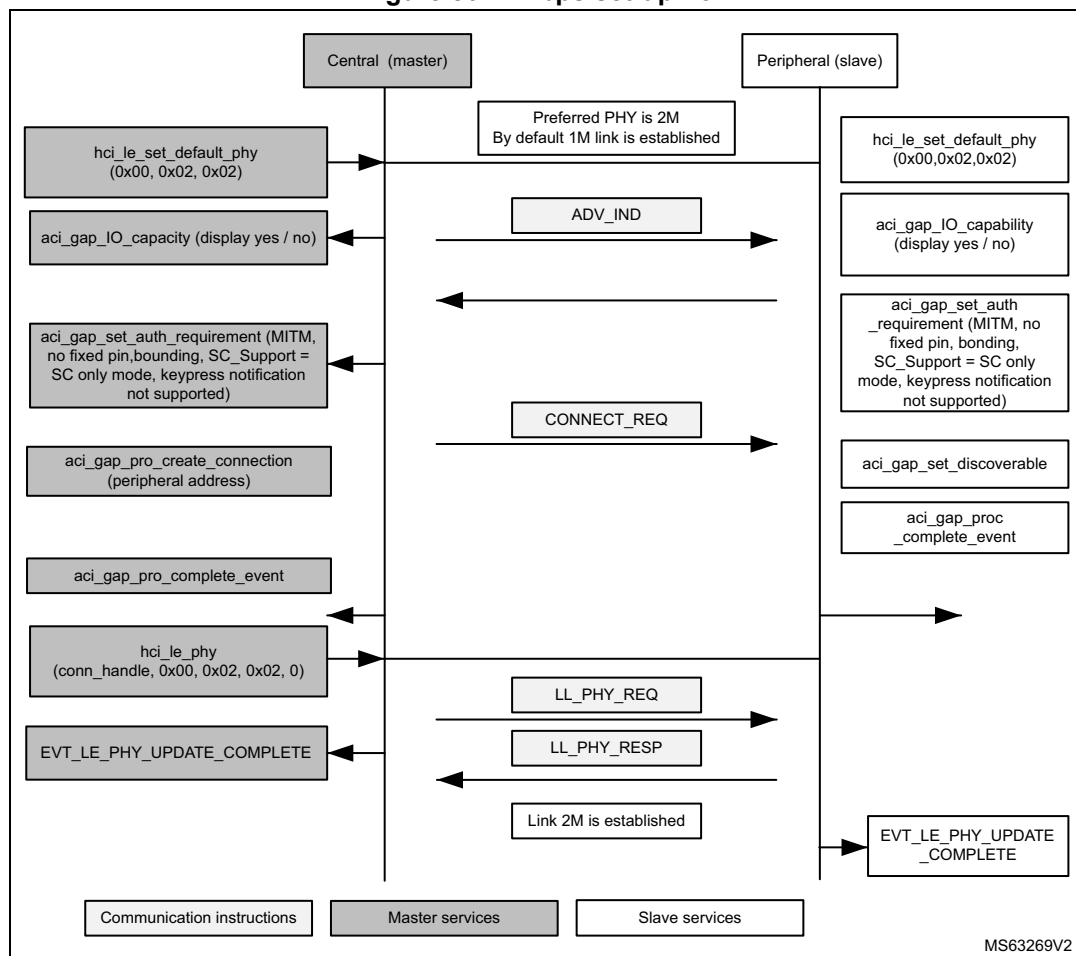 Central (master)
Peripheral (slave)
Preferred PHY is 2M
By default 1M link is established
hci_le_set_default_phy
(0x00, 0x02, 0x02)
hci_le_set_default_phy
(0x00,0x02,0x02)
ADV_IND
aci_gap_IO_capacity (display yes / no)
aci_gap_IO_capability
(display yes / no)
aci_gap_set_auth_requirement (MITM,
no fixed pin,bounding, SC_Support =
SC only mode, keypress notification
not supported)
aci_gap_set_auth
_requirement (MITM, no
fixed pin, bonding,
SC_Support = SC only
mode, keypress notification
not supported)
CONNECT_REQ
aci_gap_pro_create_connection
(peripheral address)
aci_gap_set_discoverable
aci_gap_proc
_complete_event
aci_gap_pro_complete_event
hci_le_phy
(conn_handle, 0x00, 0x02, 0x02, 0)
LL_PHY_REQ
EVT_LE_PHY_UPDATE_COMPLETE
LL_PHY_RESP
Link 2M is established
EVT_LE_PHY_UPDATE
_COMPLETE
Communication instructions
Master services
Slave services
MS63269V2